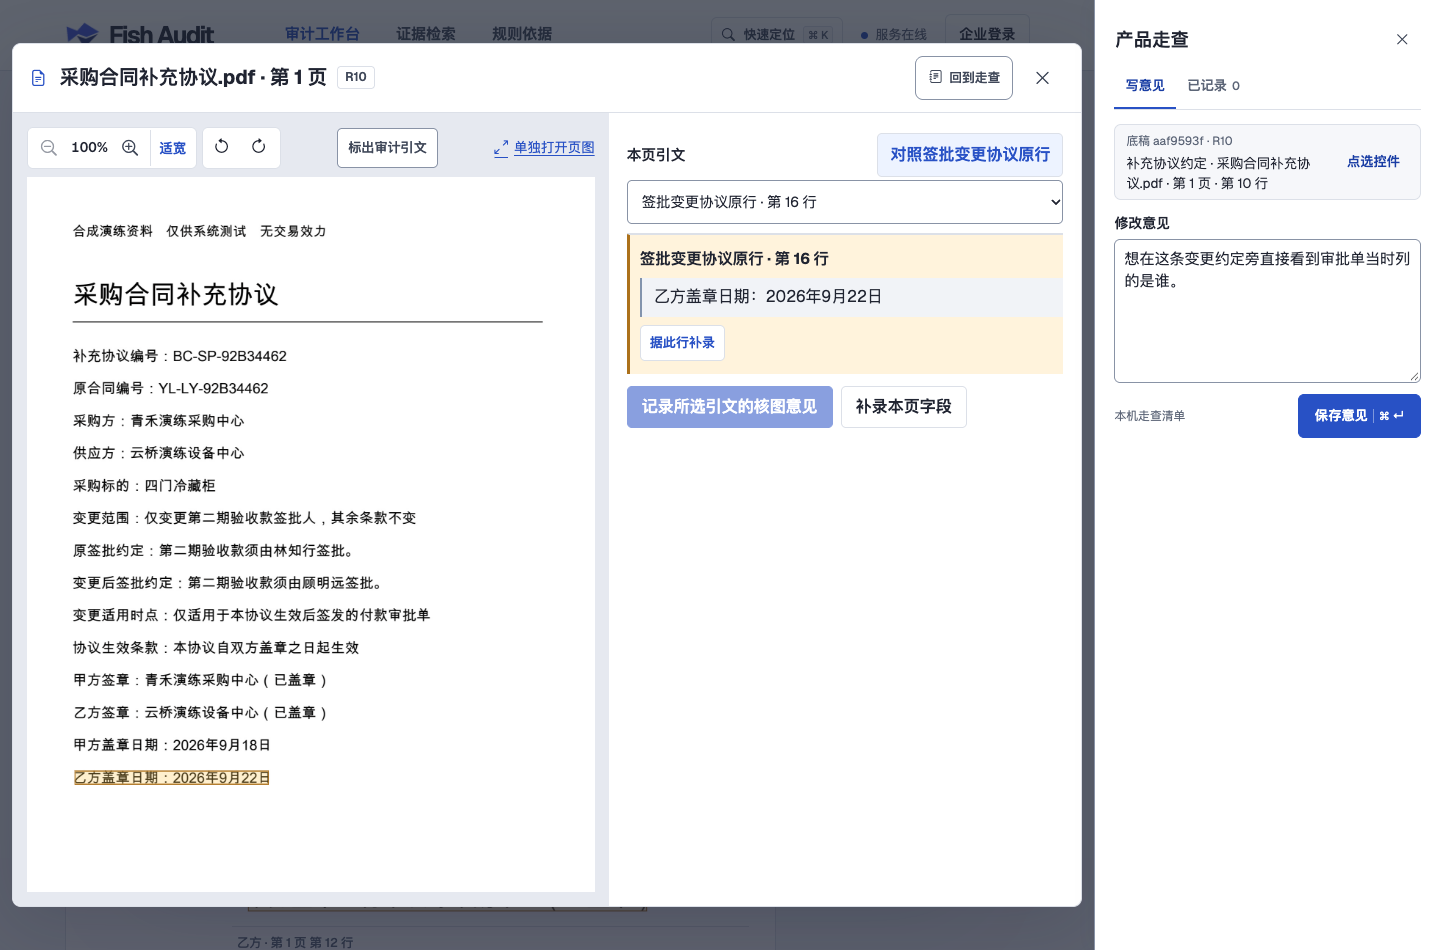 Fish Audit
审计工作台
证据检索
规则依据
快速定位 ⌘ K
服务在线
企业登录
采购合同补充协议.pdf · 第 1 页
R10
回到走查
100%
适宽
标出审计引文
单独打开页图
合成演练资料 仅供系统测试 无交易效力
采购合同补充协议
补充协议编号：BC-SP-92B34462
原合同编号：YL-LY-92B34462
采购方：青禾演练采购中心
供应方：云桥演练设备中心
采购标的：四门冷藏柜
变更范围：仅变更第二期验收款签批人，其余条款不变
原签批约定：第二期验收款须由林知行签批。
变更后签批约定：第二期验收款须由顾明远签批。
变更适用时点：仅适用于本协议生效后签发的付款审批单
协议生效条款：本协议自双方盖章之日起生效
甲方签章：青禾演练采购中心（已盖章）
乙方签章：云桥演练设备中心（已盖章）
甲方盖章日期：2026年9月18日
乙方盖章日期：2026年9月22日
本页引文
对照签批变更协议原行
签批变更协议原行 · 第 16 行
签批变更协议原行 · 第 16 行
乙方盖章日期：2026年9月22日
据此行补录
记录所选引文的核图意见
补录本页字段
乙方 · 第 1 页 第 12 行
产品走查
写意见
已记录 0
底稿 aaf9593f · R10
补充协议约定 · 采购合同补充协
议.pdf · 第 1 页 · 第 10 行
点选控件
修改意见
想在这条变更约定旁直接看到审批单当时列
的是谁。
本机走查清单
保存意见 ⌘ ↵